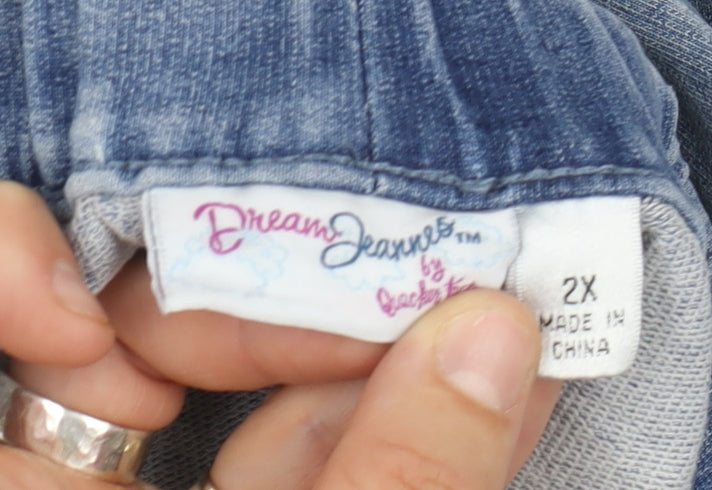 Dream Jeannes™
by
Quacker
2X
MADE IN
CHINA